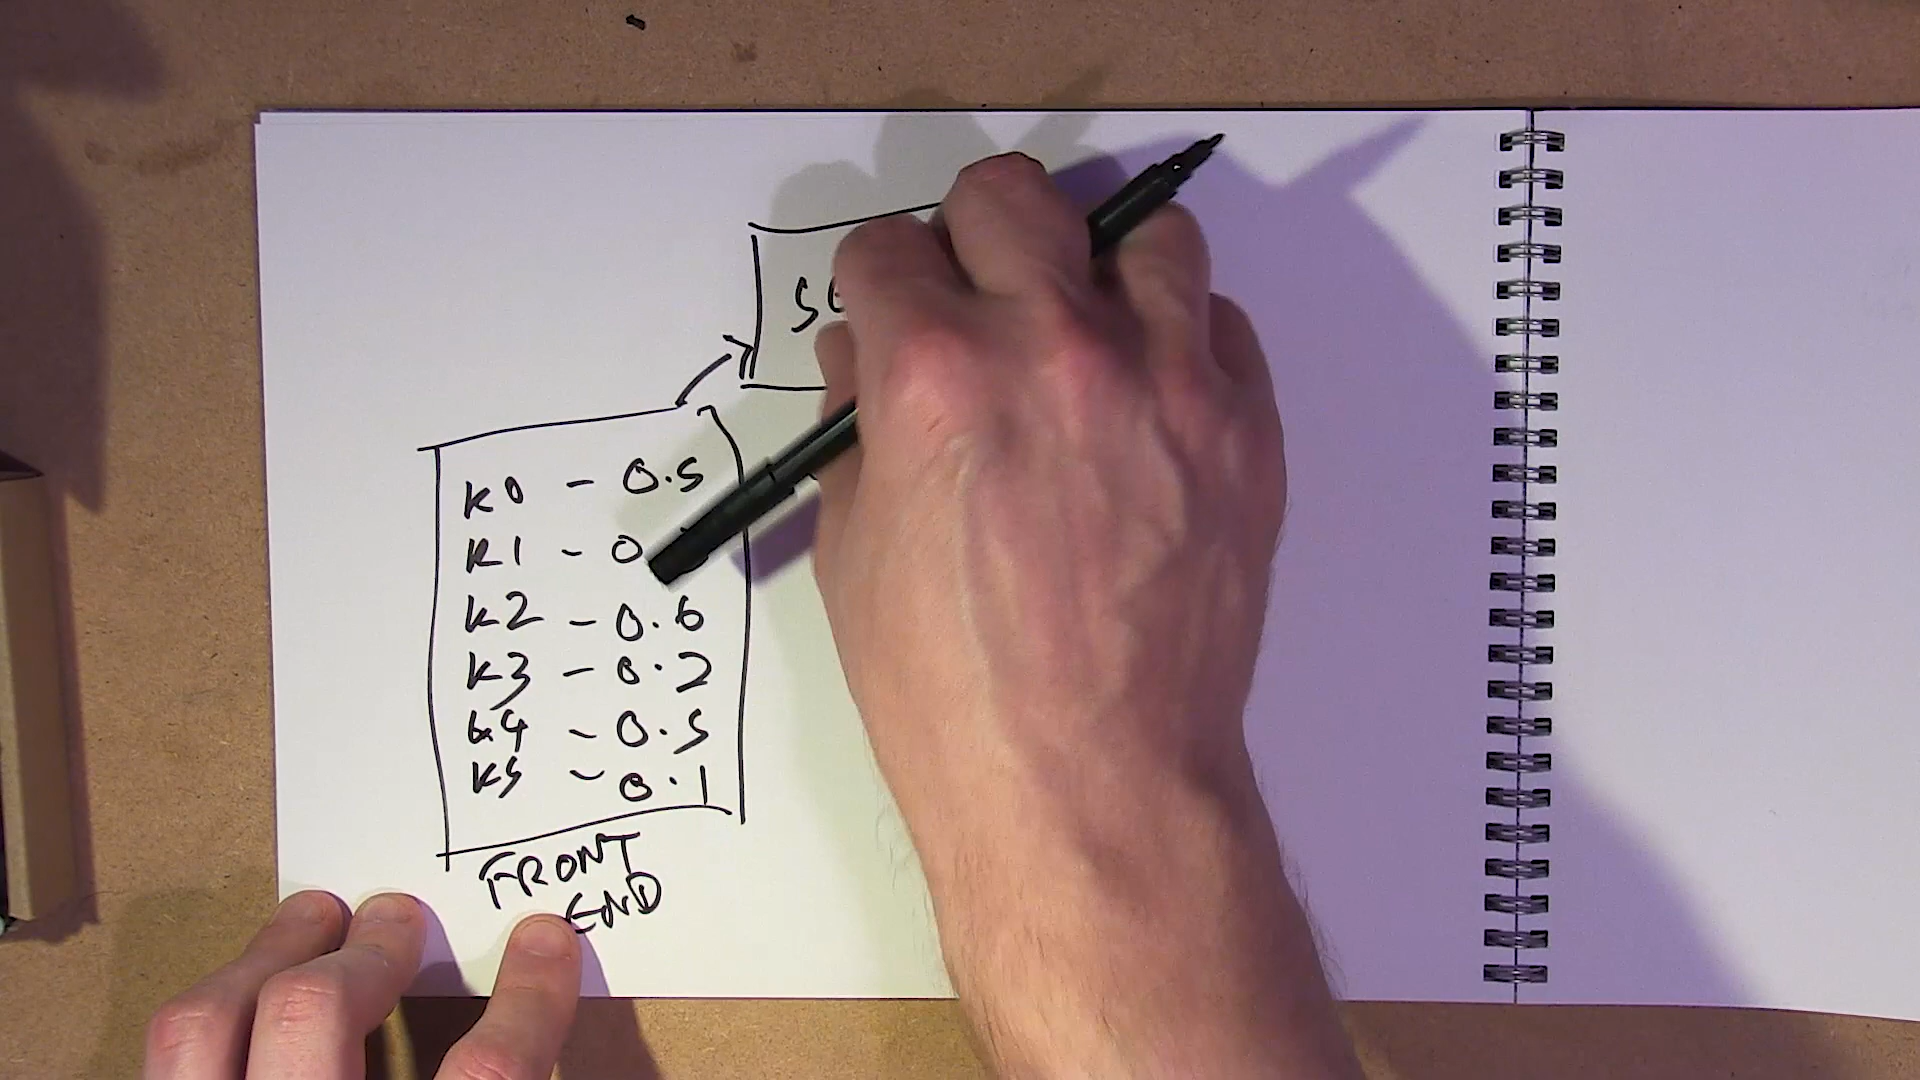 K0 - 0.5
K1 - 0
K2 - 0.6
K3 - 0.2
K4 - 0.5
K5 - 0.1
FRONT
END